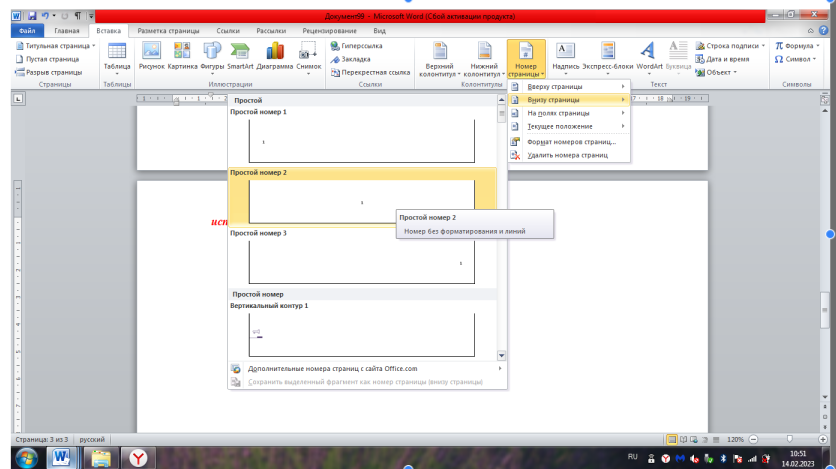 Документ99 - Microsoft Word (Сбой активации продукта)
Файл Главная Вставка Разметка страницы Ссылки Рассылки Рецензирование Вид
Титульная страница
Пустая страница
Разрыв страницы
Страницы
Таблица
Таблицы
Рисунок Картинка Фигуры SmartArt Диаграмма Снимок
Иллюстрации
Гиперссылка
Закладка
Перекрестная ссылка
Ссылки
Верхний колонтитул
Нижний колонтитул
Номер страницы
Колонтитулы
Надпись Экспресс-блоки WordArt Буквица
Строка подписи
Дата и время
Объект
Текст
Формула
Символ
Символы
Вверху страницы
Внизу страницы
На полях страницы
Текущее положение
Формат номеров страниц...
Удалить номера страниц
Простой
Простой номер 1
1
Простой номер 2
1
Простой номер 2
Номер без форматирования и линий
исп
Простой номер 3
1
Простой номер
Вертикальный контур 1
Дополнительные номера страниц с сайта Office.com
Сохранить выделенный фрагмент как номер страницы (внизу страницы)
Страница: 3 из 3 русский
120%
RU
10:51
14.02.2023